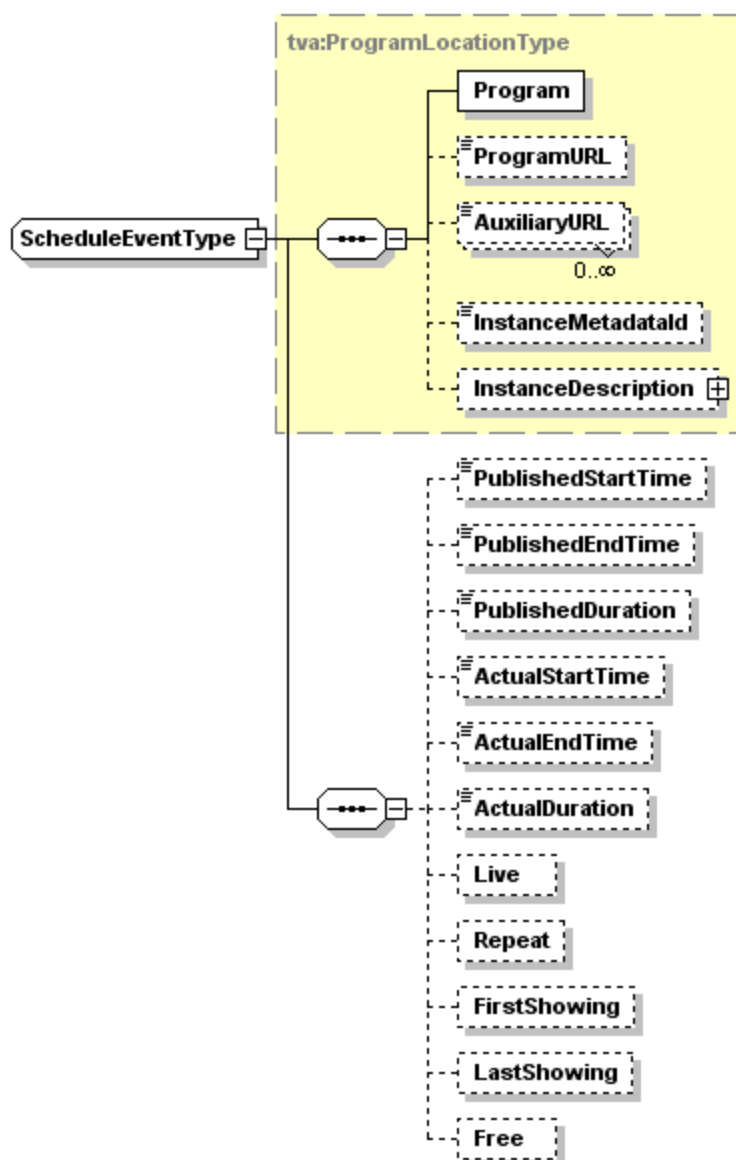 tva:ProgramLocationType
Program
ProgramURL
AuxiliaryURL
0..∞
ScheduleEventType
InstanceMetadataId
InstanceDescription
PublishedStartTime
PublishedEndTime
PublishedDuration
ActualStartTime
ActualEndTime
ActualDuration
Live
Repeat
FirstShowing
LastShowing
Free